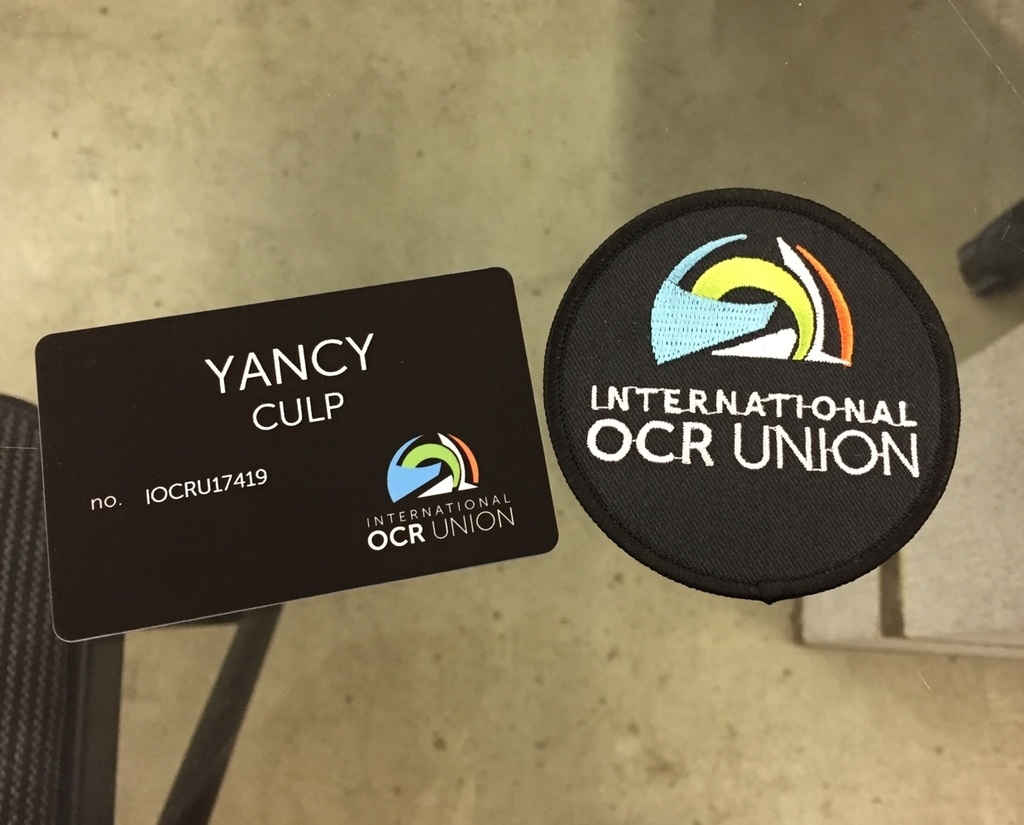 YANCY
CULP
no. IOCRU17419
INTERNATIONAL
OCR UNION
INTERNATIONAL
OCR UNION